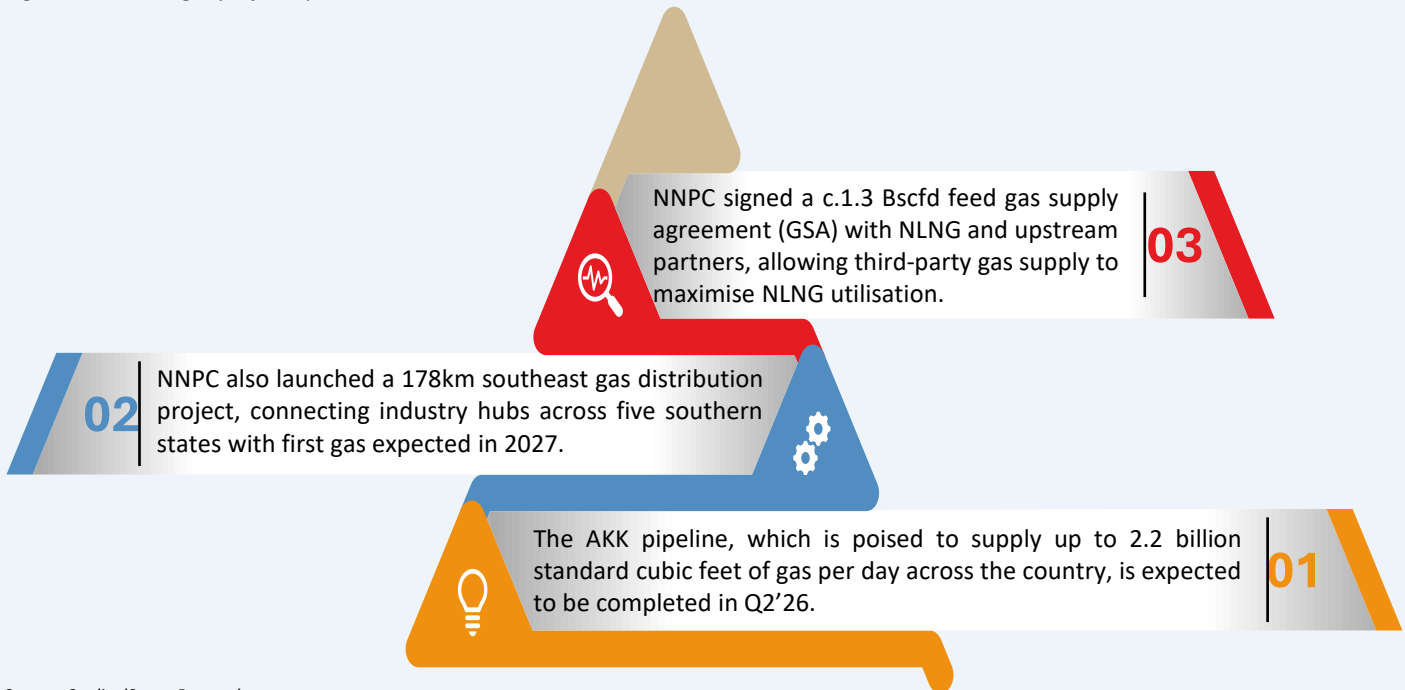 NNPC signed a c.1.3 Bscfd feed gas supply
agreement (GSA) with NLNG and upstream
partners, allowing third-party gas supply to
maximise NLNG utilisation.
03
02
NNPC also launched a 178km southeast gas distribution
project, connecting industry hubs across five southern
states with first gas expected in 2027.
The AKK pipeline, which is poised to supply up to 2.2 billion
standard cubic feet of gas per day across the country, is expected
to be completed in Q2’26.
01